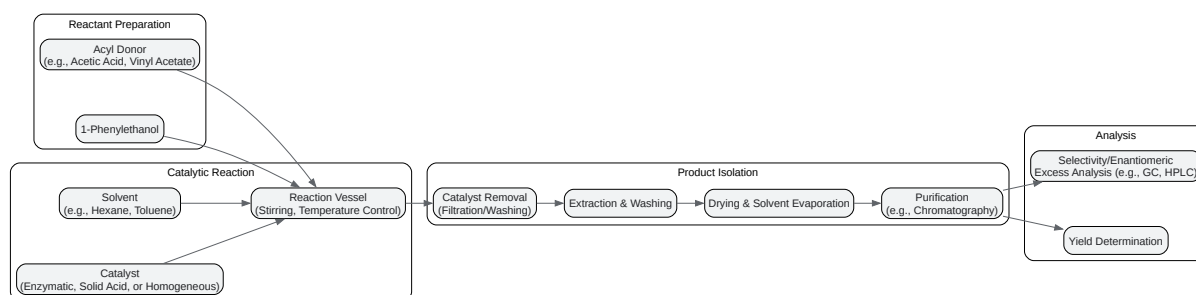 Reactant Preparation
Acyl Donor
(e.g., Acetic Acid, Vinyl Acetate)
1-Phenylethanol
Catalytic Reaction
Solvent
(e.g., Hexane, Toluene)
Reaction Vessel
(Stirring, Temperature Control)
Catalyst
(Enzymatic, Solid Acid, or Homogeneous)
Product Isolation
Catalyst Removal
(Filtration/Washing)
Extraction & Washing
Drying & Solvent Evaporation
Purification
(e.g., Chromatography)
Analysis
Selectivity/Enantiomeric
Excess Analysis (e.g., GC, HPLC)
Yield Determination